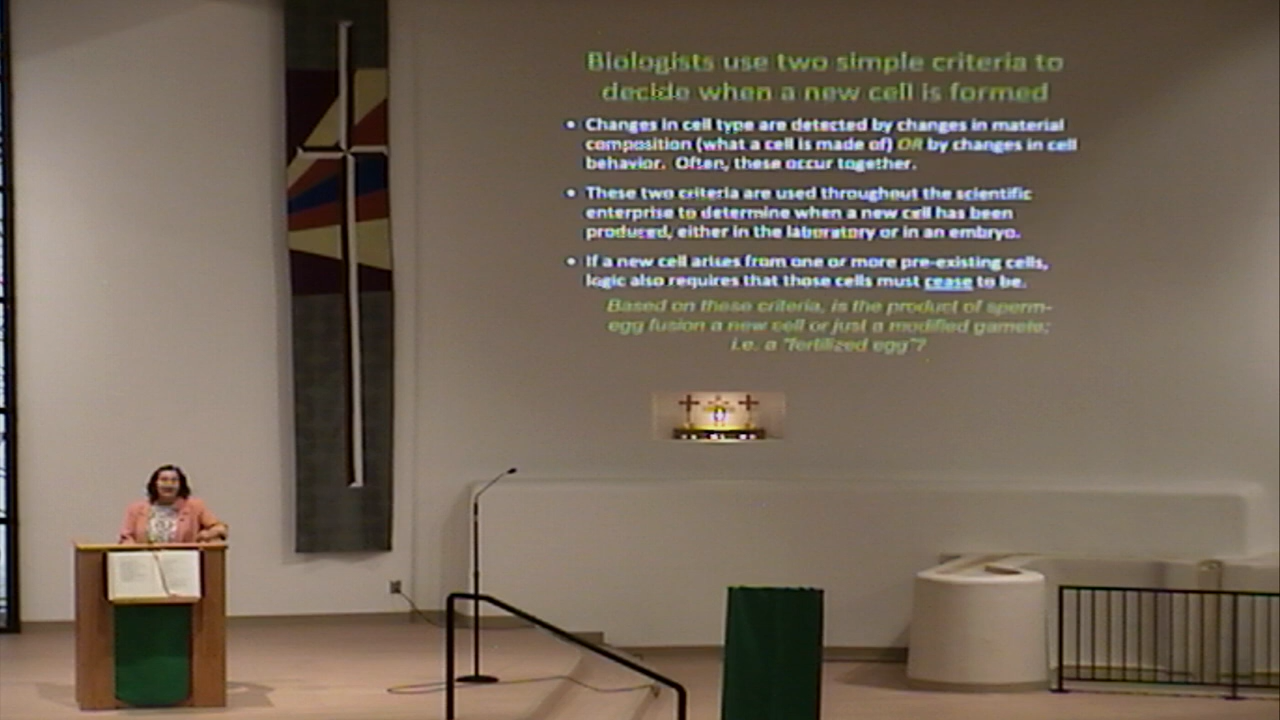 Biologists use two simple criteria to
decide when a new cell is formed
• Changes in cell type are detected by changes in material
composition (what a cell is made of) OR by changes in cell
behavior. Often, these occur together.
• These two criteria are used throughout the scientific
enterprise to determine when a new cell has been
produced, either in the laboratory or in an embryo.
• If a new cell arises from one or more pre-existing cells,
logic also requires that those cells must cease to be.
Based on these criteria, is the product of sperm-
egg fusion a new cell or just a modified gamete;
i.e. a "fertilized egg"?